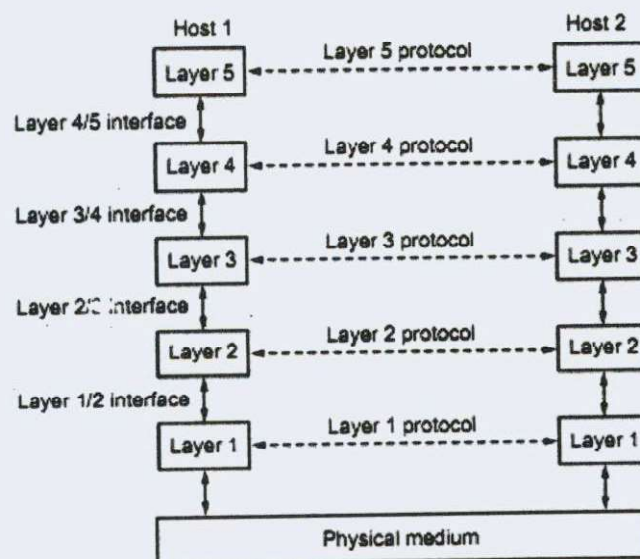 Host 1
Host 2
Layer 5
Layer 5 protocol
Layer 5
Layer 4/5 interface
Layer 4
Layer 4 protocol
Layer 4
Layer 3/4 interface
Layer 3
Layer 3 protocol
Layer 3
interface
Layer 2
Layer 2 protocol
Layer 2
Layer 1/2 interface
Layer 1
Layer 1 protocol
Layer 1
Physical medium